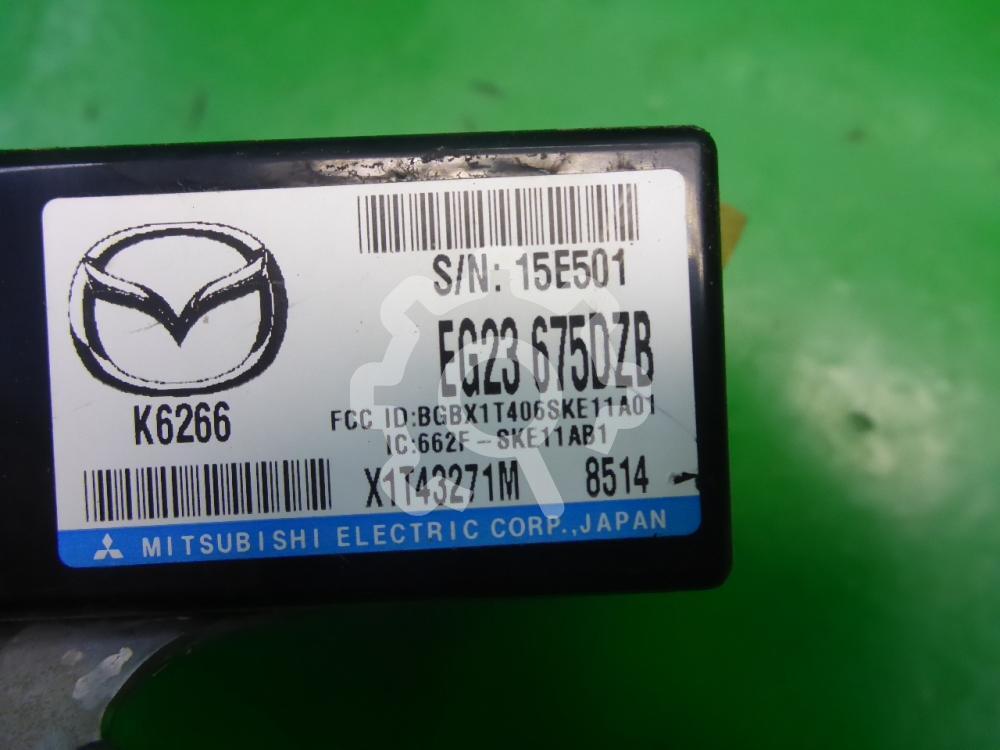 S/N: 15E501
EG23 675DZB
K6266
FCC ID:BGBX1T406SKE11A01
IC:662F-SKE11AB1
X1T43271M 8514
MITSUBISHI ELECTRIC CORP.,JAPAN